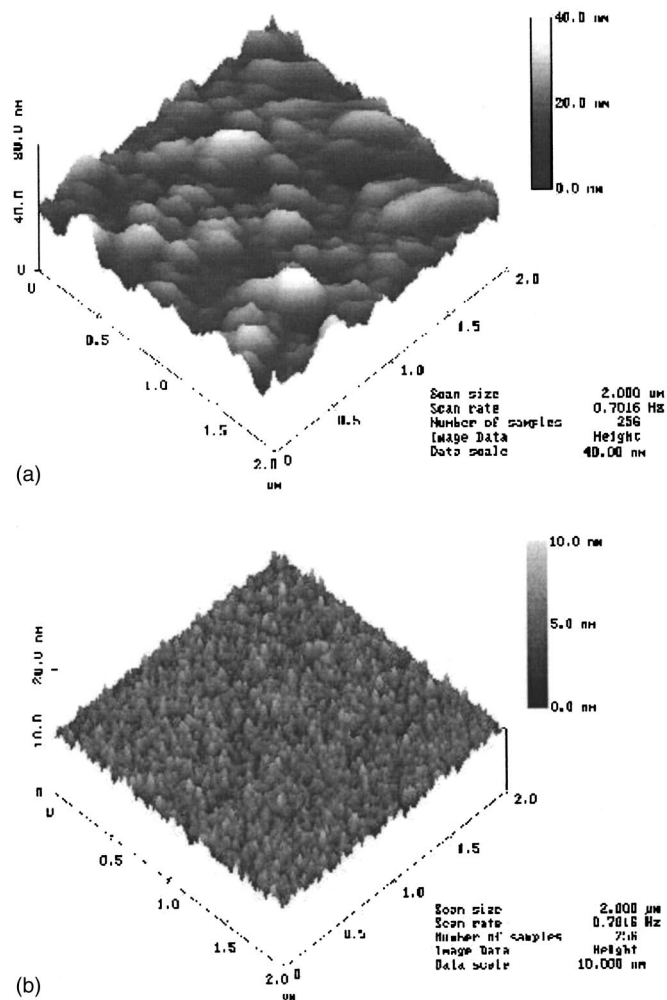 40.0 nm
20.0 nm
0.0 nm
80.0 nm
40.0
0
0
0.5
1.0
1.5
2.0
μm
0
0.5
1.0
1.5
2.0
Scan size 2.000 μm
Scan rate 0.7016 Hz
Number of samples 256
Image Data Height
Data scale 40.00 nm
(a)
10.0 nm
5.0 nm
0.0 nm
20.0 nm
10.0
0
0
0.5
1.0
1.5
2.0
μm
0
0.5
1.0
1.5
2.0
Scan size 2.000 μm
Scan rate 0.7016 Hz
Number of samples 256
Image Data Height
Data scale 10.000 nm
(b)